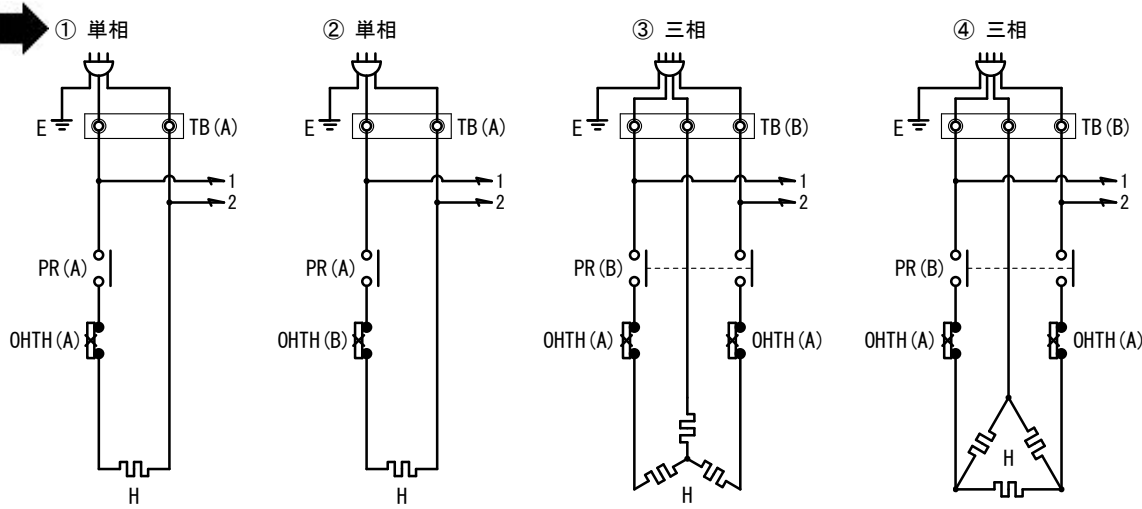 ① 単相
② 単相
③ 三相
④ 三相
E
TB(A)
E
TB(A)
E
TB(B)
E
TB(B)
1
1
1
1
2
2
2
2
PR(A)
PR(A)
PR(B)
PR(B)
OHTH(A)
OHTH(B)
OHTH(A)
OHTH(A)
OHTH(A)
OHTH(A)
H
H
H
H